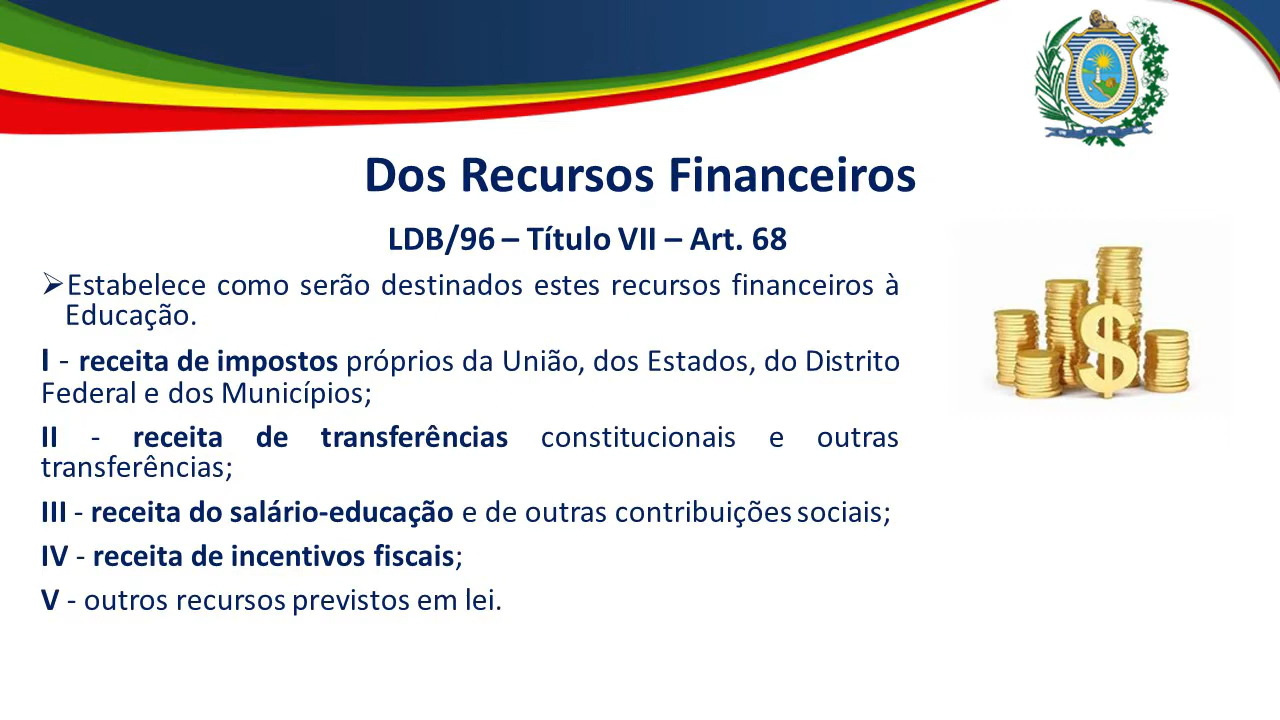 Dos Recursos Financeiros
LDB/96 – Título VII – Art. 68
➢Estabelece como serão destinados estes recursos financeiros à
Educação.
I - receita de impostos próprios da União, dos Estados, do Distrito
Federal e dos Municípios;
II - receita de transferências constitucionais e outras
transferências;
III - receita do salário-educação e de outras contribuições sociais;
IV - receita de incentivos fiscais;
V - outros recursos previstos em lei.